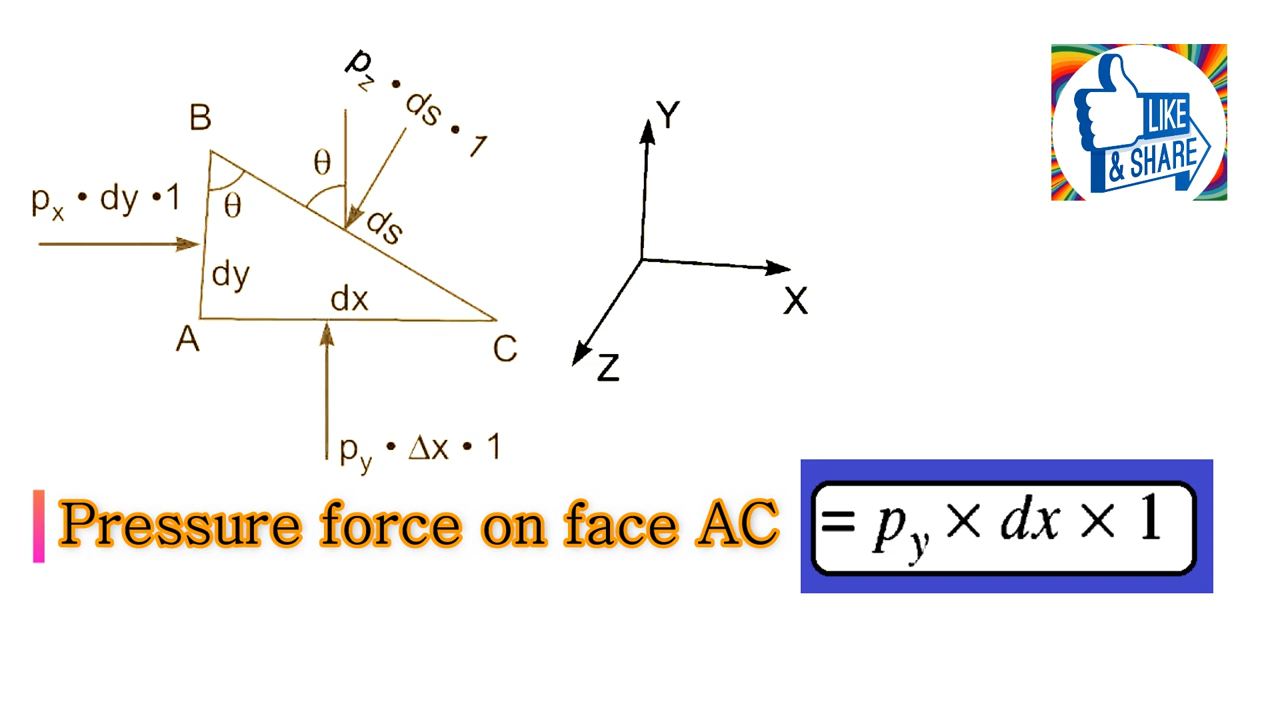 p_z • ds • 1
B
θ
p_x • dy •1
θ
ds
dy
dx
A
C
p_y • Δx • 1
Y
X
Z
LIKE
& SHARE
Pressure force on face AC = p_y × dx × 1